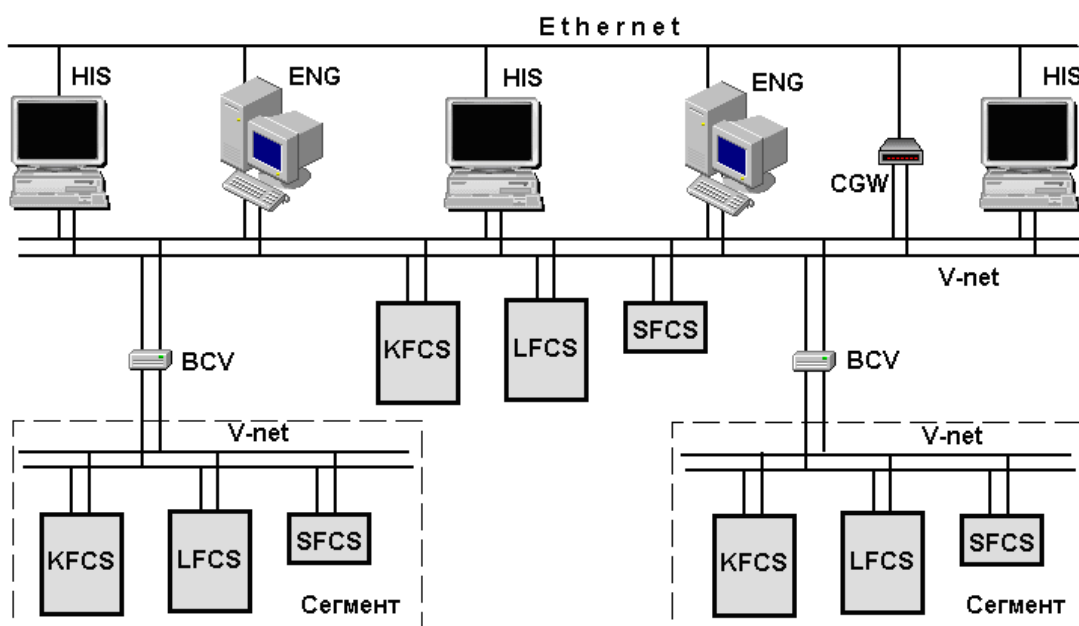 Ethernet
HIS
ENG
HIS
ENG
HIS
CGW
V-net
KFCS
LFCS
SFCS
BCV
BCV
V-net
V-net
KFCS
LFCS
SFCS
KFCS
LFCS
SFCS
Сегмент
Сегмент